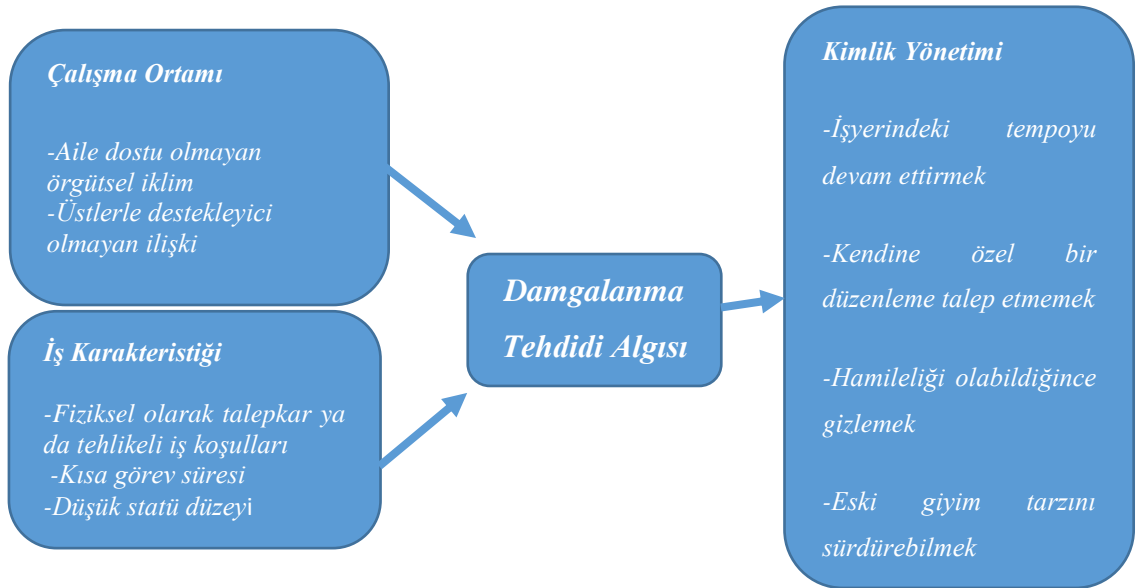 Çalışma Ortamı
-Aile dostu olmayan
örgütsel iklim
-Üstlerle destekleyici
olmayan ilişki
İş Karakteristiği
-Fiziksel olarak talepkar ya
da tehlikeli iş koşulları
-Kısa görev süresi
-Düşük statü düzeyi
Damgalanma
Tehdidi Algısı
Kimlik Yönetimi
-İşyerindeki tempoyu
devam ettirmek
-Kendine özel bir
düzenleme talep etmemek
-Hamileliği olabildiğince
gizlemek
-Eski giyim tarzını
sürdürebilmek